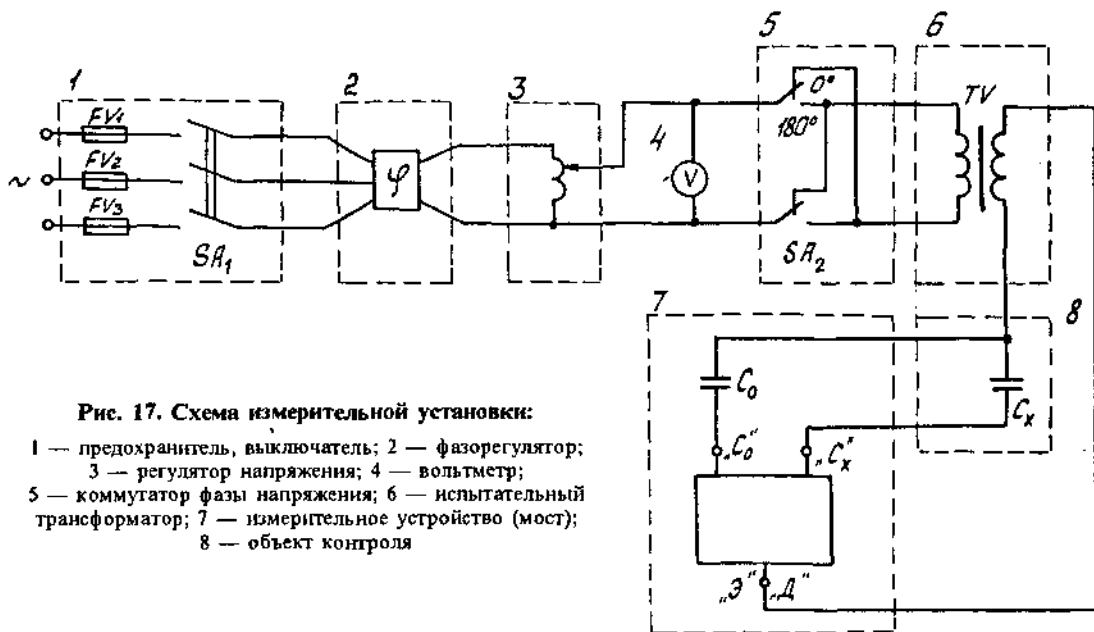 5
6
1
2
3
FV1
FV2
FV3
~
SA1
φ
4
V
0°
180°
SA2
TV
7
8
C0
Cx
„C0"
„Cx"
„Э" „Д"
Рис. 17. Схема измерительной установки:
1 — предохранитель, выключатель; 2 — фазорегулятор;
3 — регулятор напряжения; 4 — вольтметр;
5 — коммутатор фазы напряжения; 6 — испытательный
трансформатор; 7 — измерительное устройство (мост);
8 — объект контроля